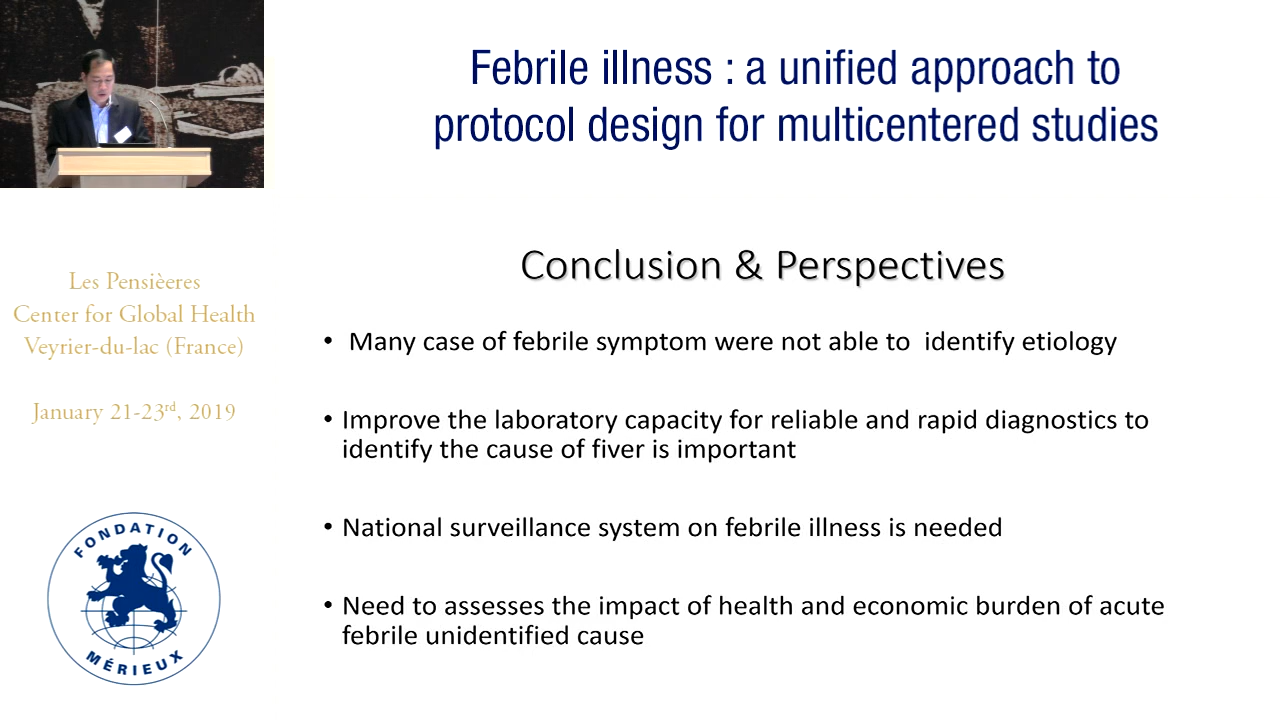 Febrile illness : a unified approach to
protocol design for multicentered studies
Les Pensièeres
Center for Global Health
Veyrier-du-lac (France)
January 21-23rd, 2019
FONDATION
MÉRIEUX
Conclusion & Perspectives
• Many case of febrile symptom were not able to identify etiology
• Improve the laboratory capacity for reliable and rapid diagnostics to
identify the cause of fiver is important
• National surveillance system on febrile illness is needed
• Need to assesses the impact of health and economic burden of acute
febrile unidentified cause